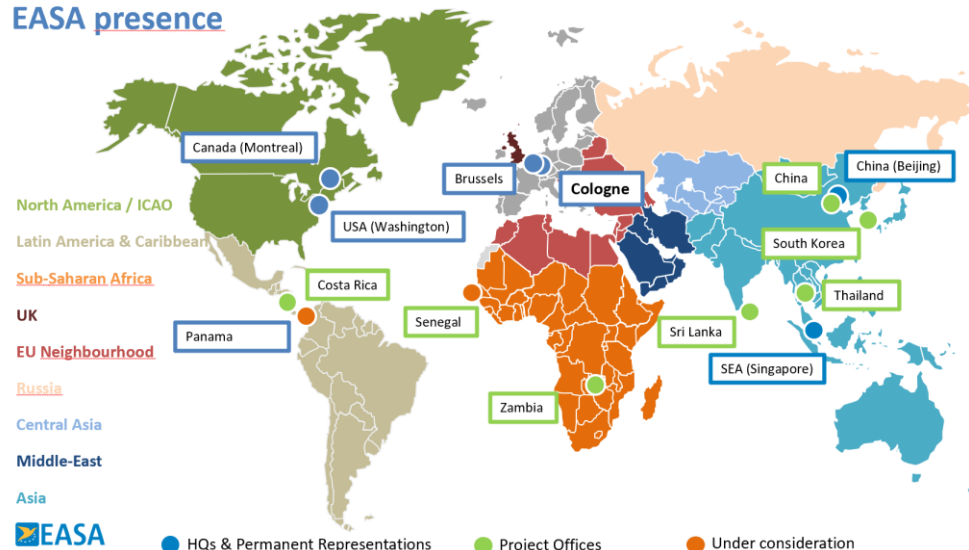 EASA presence
Canada (Montreal)
Brussels
Cologne
China
China (Beijing)
North America / ICAO
USA (Washington)
South Korea
Latin America & Caribbean
Sub-Saharan Africa
Costa Rica
Senegal
Sri Lanka
Thailand
UK
Panama
EU Neighbourhood
SEA (Singapore)
Russia
Zambia
Central Asia
Middle-East
Asia
EASA
HQs & Permanent Representations
Project Offices
Under consideration